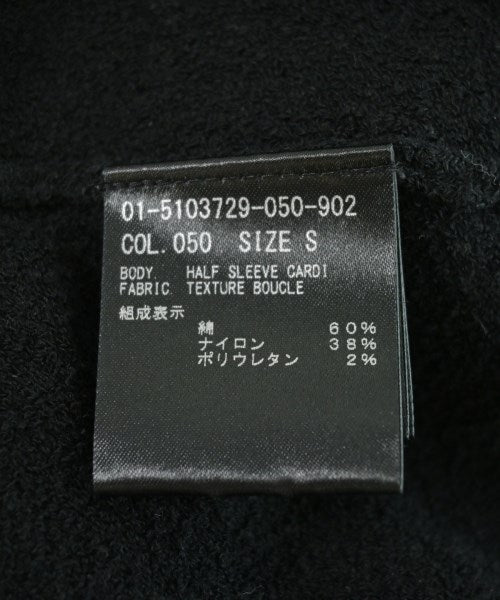 01-5103729-050-902
COL.050 SIZE S
BODY. HALF SLEEVE CARDI
FABRIC TEXTURE BOUCLE
組成表示
綿 60%
ナイロン 38%
ポリウレタン 2%